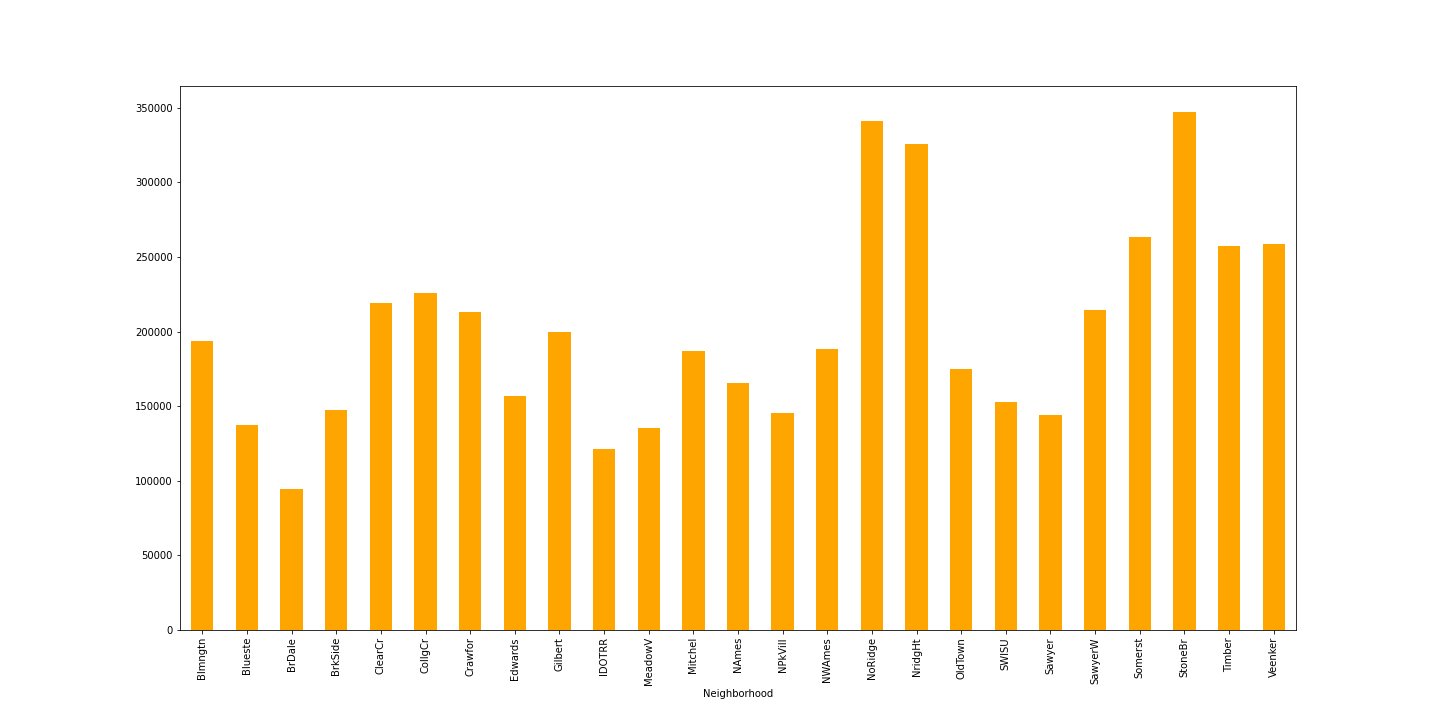 350000
300000
250000
200000
150000
100000
50000
0
Blmngtn
Blueste
BrDale
BrkSide
ClearCr
CollgCr
Crawfor
Edwards
Gilbert
IDOTRR
MeadowV
Mitchel
NAmes
NPkVill
NWAmes
NoRidge
NridgHt
OldTown
SWISU
Sawyer
SawyerW
Somerst
StoneBr
Timber
Veenker
Neighborhood